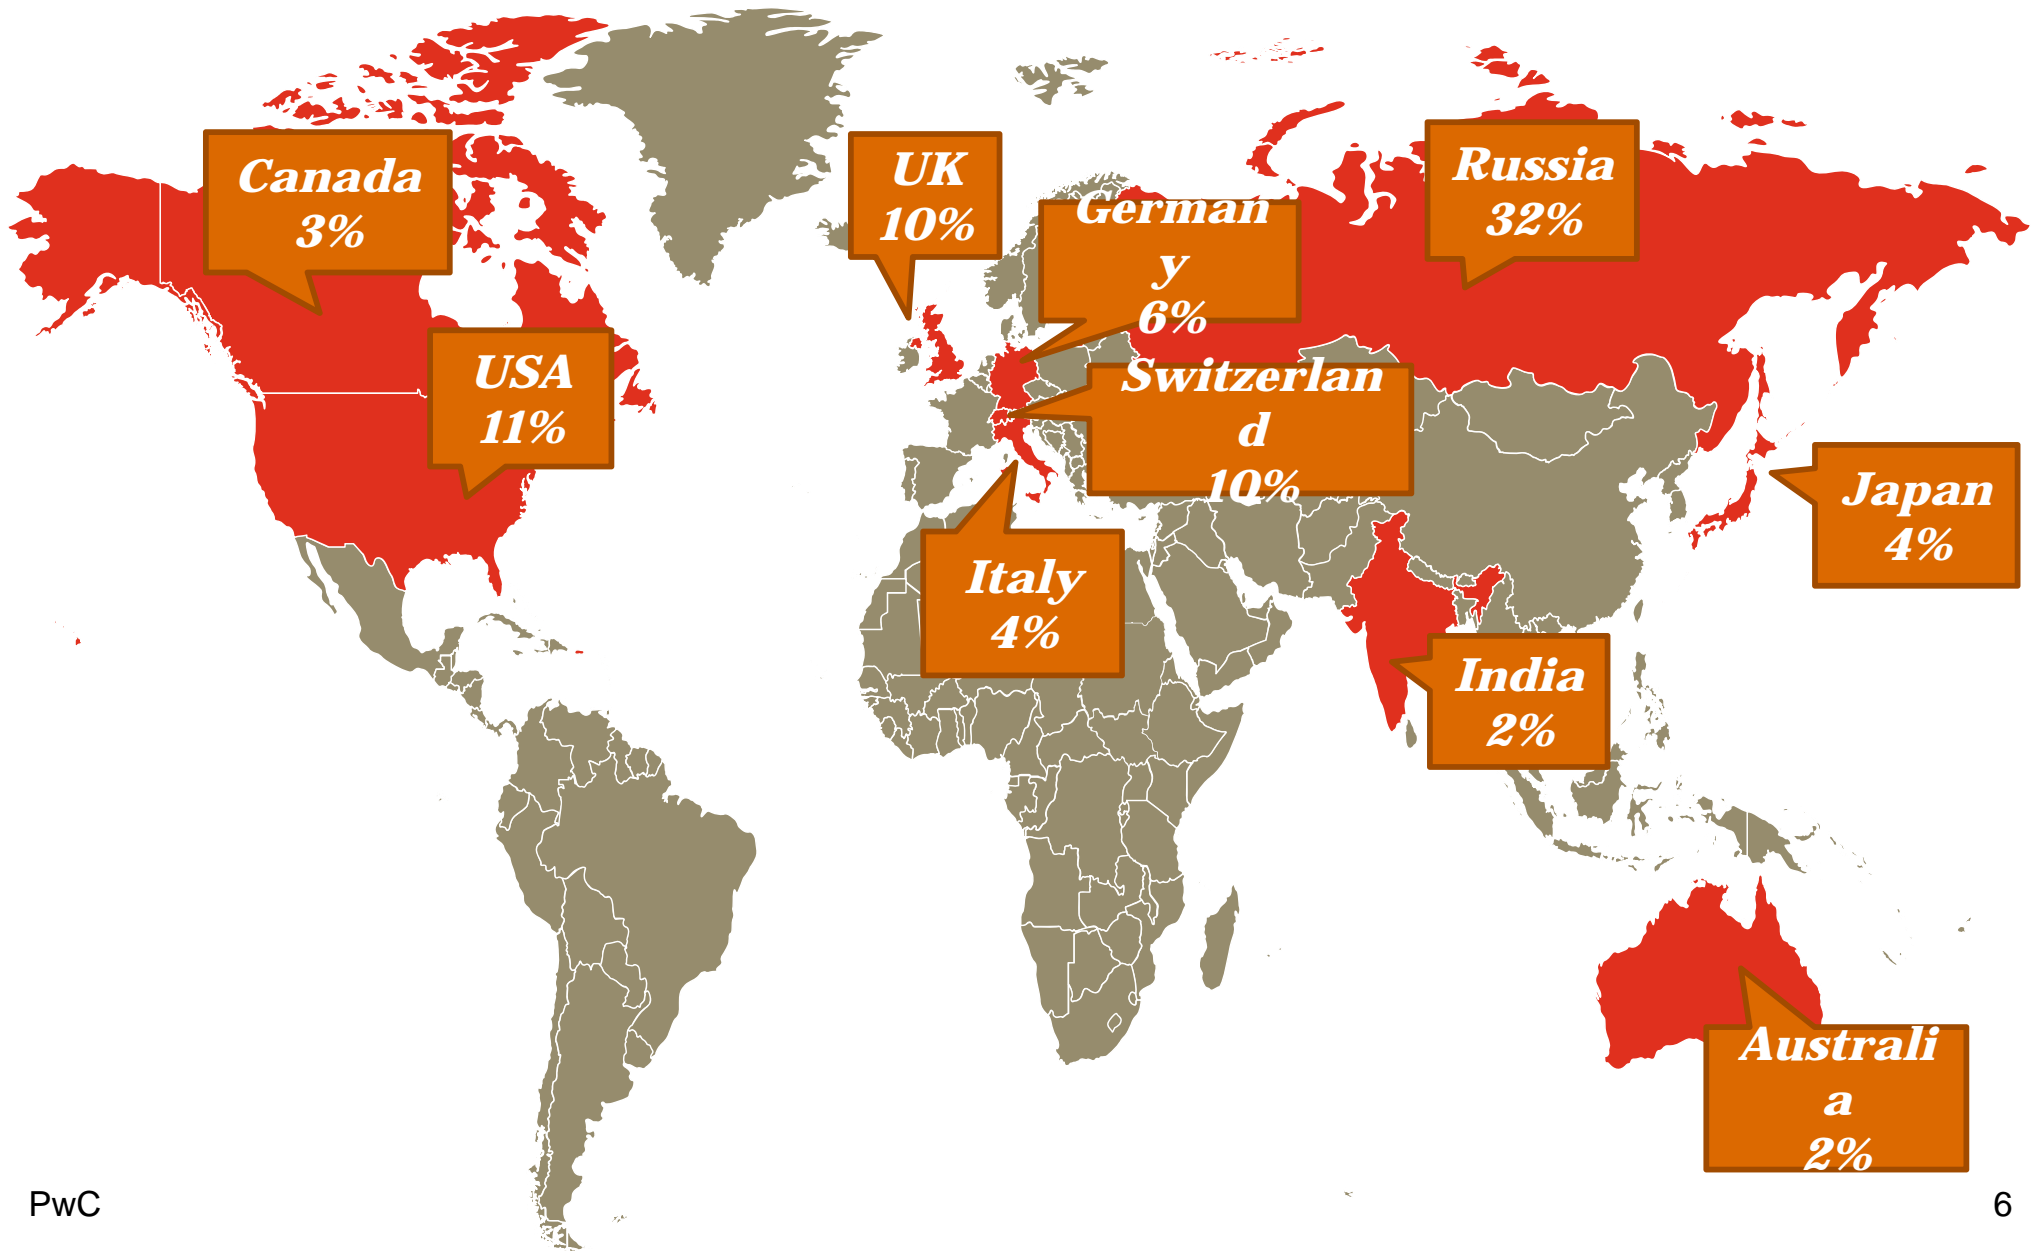 Canada
3%
UK
10%
German
y
6%
Russia
32%
USA
11%
Switzerlan
d
10%
Japan
4%
Italy
4%
India
2%
Australi
a
2%
PwC
6